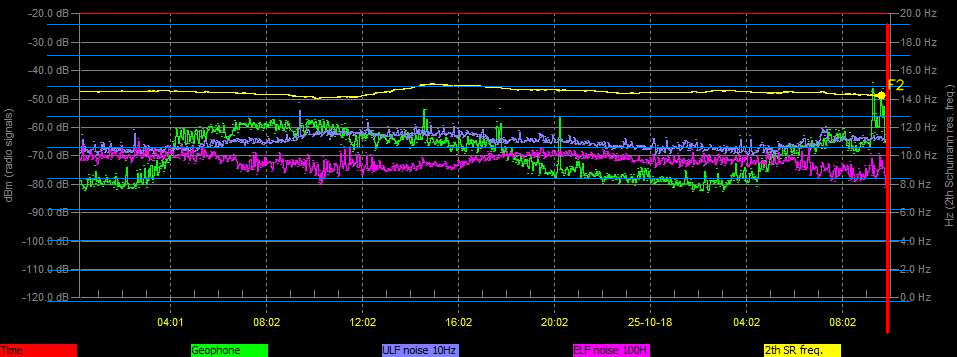 -20.0 dB
20.0 Hz
-30.0 dB
18.0 Hz
-40.0 dB
16.0 Hz
F2
-50.0 dB
14.0 Hz
-60.0 dB
12.0 Hz
-70.0 dB
10.0 Hz
-80.0 dB
8.0 Hz
-90.0 dB
6.0 Hz
-100.0 dB
4.0 Hz
-110.0 dB
2.0 Hz
-120.0 dB
0.0 Hz
dBm (radio signals)
Hz (2th Schumann res. freq.)
04:01 08:02 12:02 16:02 20:02 25-10-18 04:02 08:02
Time Geophone ULF noise 10Hz ELF noise 100H 2th SR freq.